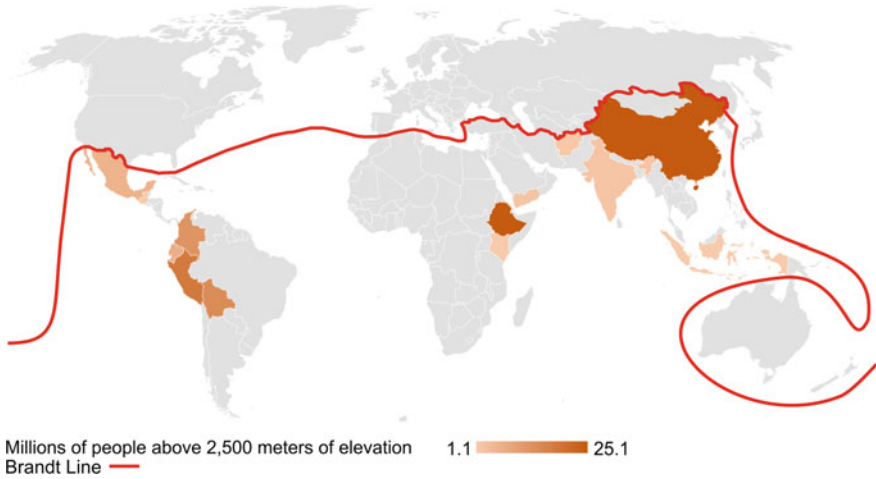 Millions of people above 2,500 meters of elevation 1.1 25.1
Brandt Line